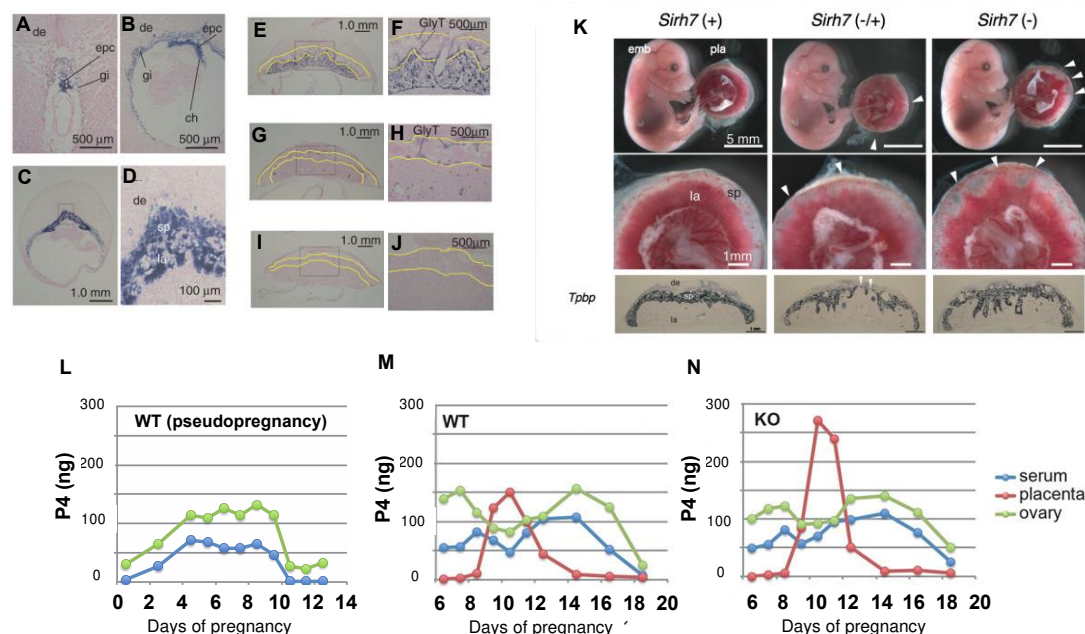 A
de
epc
gi
500 µm
B
de
epc
gi
ch
500 µm
C
1.0 mm
D
de
sp
la
100 µm
E
1.0 mm
F
GlyT
500µm
G
1.0 mm
H
GlyT
500µm
I
1.0 mm
J
500µm
K
Sirh7 (+)
Sirh7 (-/+)
Sirh7 (-)
emb
pla
5 mm
la
sp
1mm
Tpbp
de
sp
la
1 mm
L
WT (pseudopregnancy)
P4 (ng)
300
200
100
0
0 2 4 6 8 10 12 14
Days of pregnancy
M
WT
P4 (ng)
300
200
100
0
6 8 10 12 14 16 18 20
Days of pregnancy
N
KO
P4 (ng)
300
200
100
0
6 8 10 12 14 16 18 20
Days of pregnancy
serum
placenta
ovary